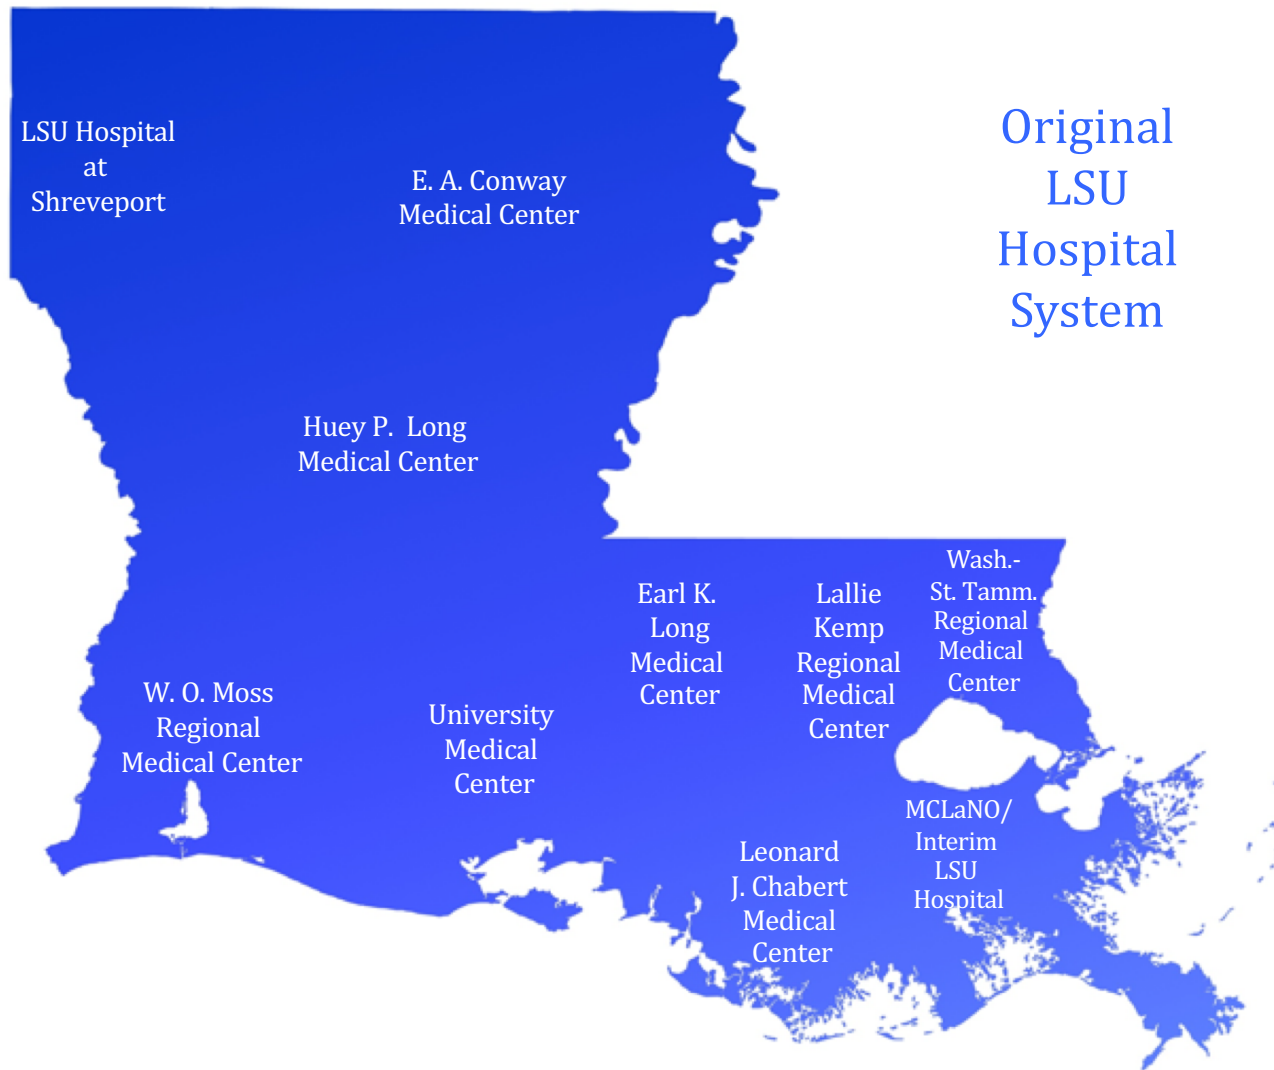 LSU Hospital
at
Shreveport
E. A. Conway
Medical Center
Original
LSU
Hospital
System
Huey P. Long
Medical Center
Earl K.
Long
Medical
Center
Lallie
Kemp
Regional
Medical
Center
Wash.-
St. Tamm.
Regional
Medical
Center
W. O. Moss
Regional
Medical Center
University
Medical
Center
Leonard
J. Chabert
Medical
Center
MCLaNO/
Interim
LSU
Hospital